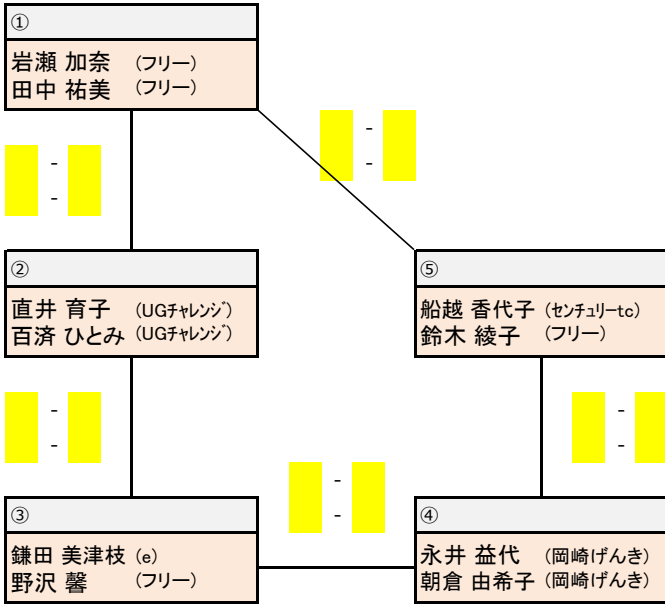 ①
岩瀬 加奈 (フリー)
田中 祐美 (フリー)
-
-
-
-
②
直井 育子 (UGチャレンジ)
百済 ひとみ (UGチャレンジ)
⑤
船越 香代子 (センチュリーtc)
鈴木 綾子 (フリー)
-
-
-
-
-
-
③
鎌田 美津枝 (e)
野沢 馨 (フリー)
④
永井 益代 (岡崎げんき)
朝倉 由希子 (岡崎げんき)